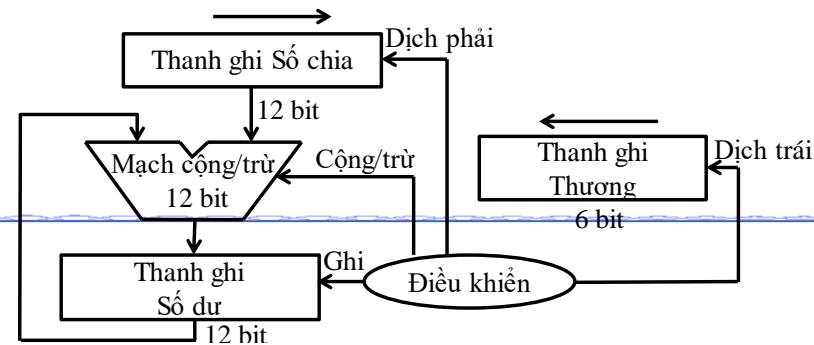 Dịch phải
Thanh ghi Số chia
12 bit
Mạch cộng/trừ
12 bit
Cộng/trừ
Thanh ghi
Thương
6 bit
Dịch trái
Thanh ghi
Số dư
12 bit
Ghi
Điều khiển